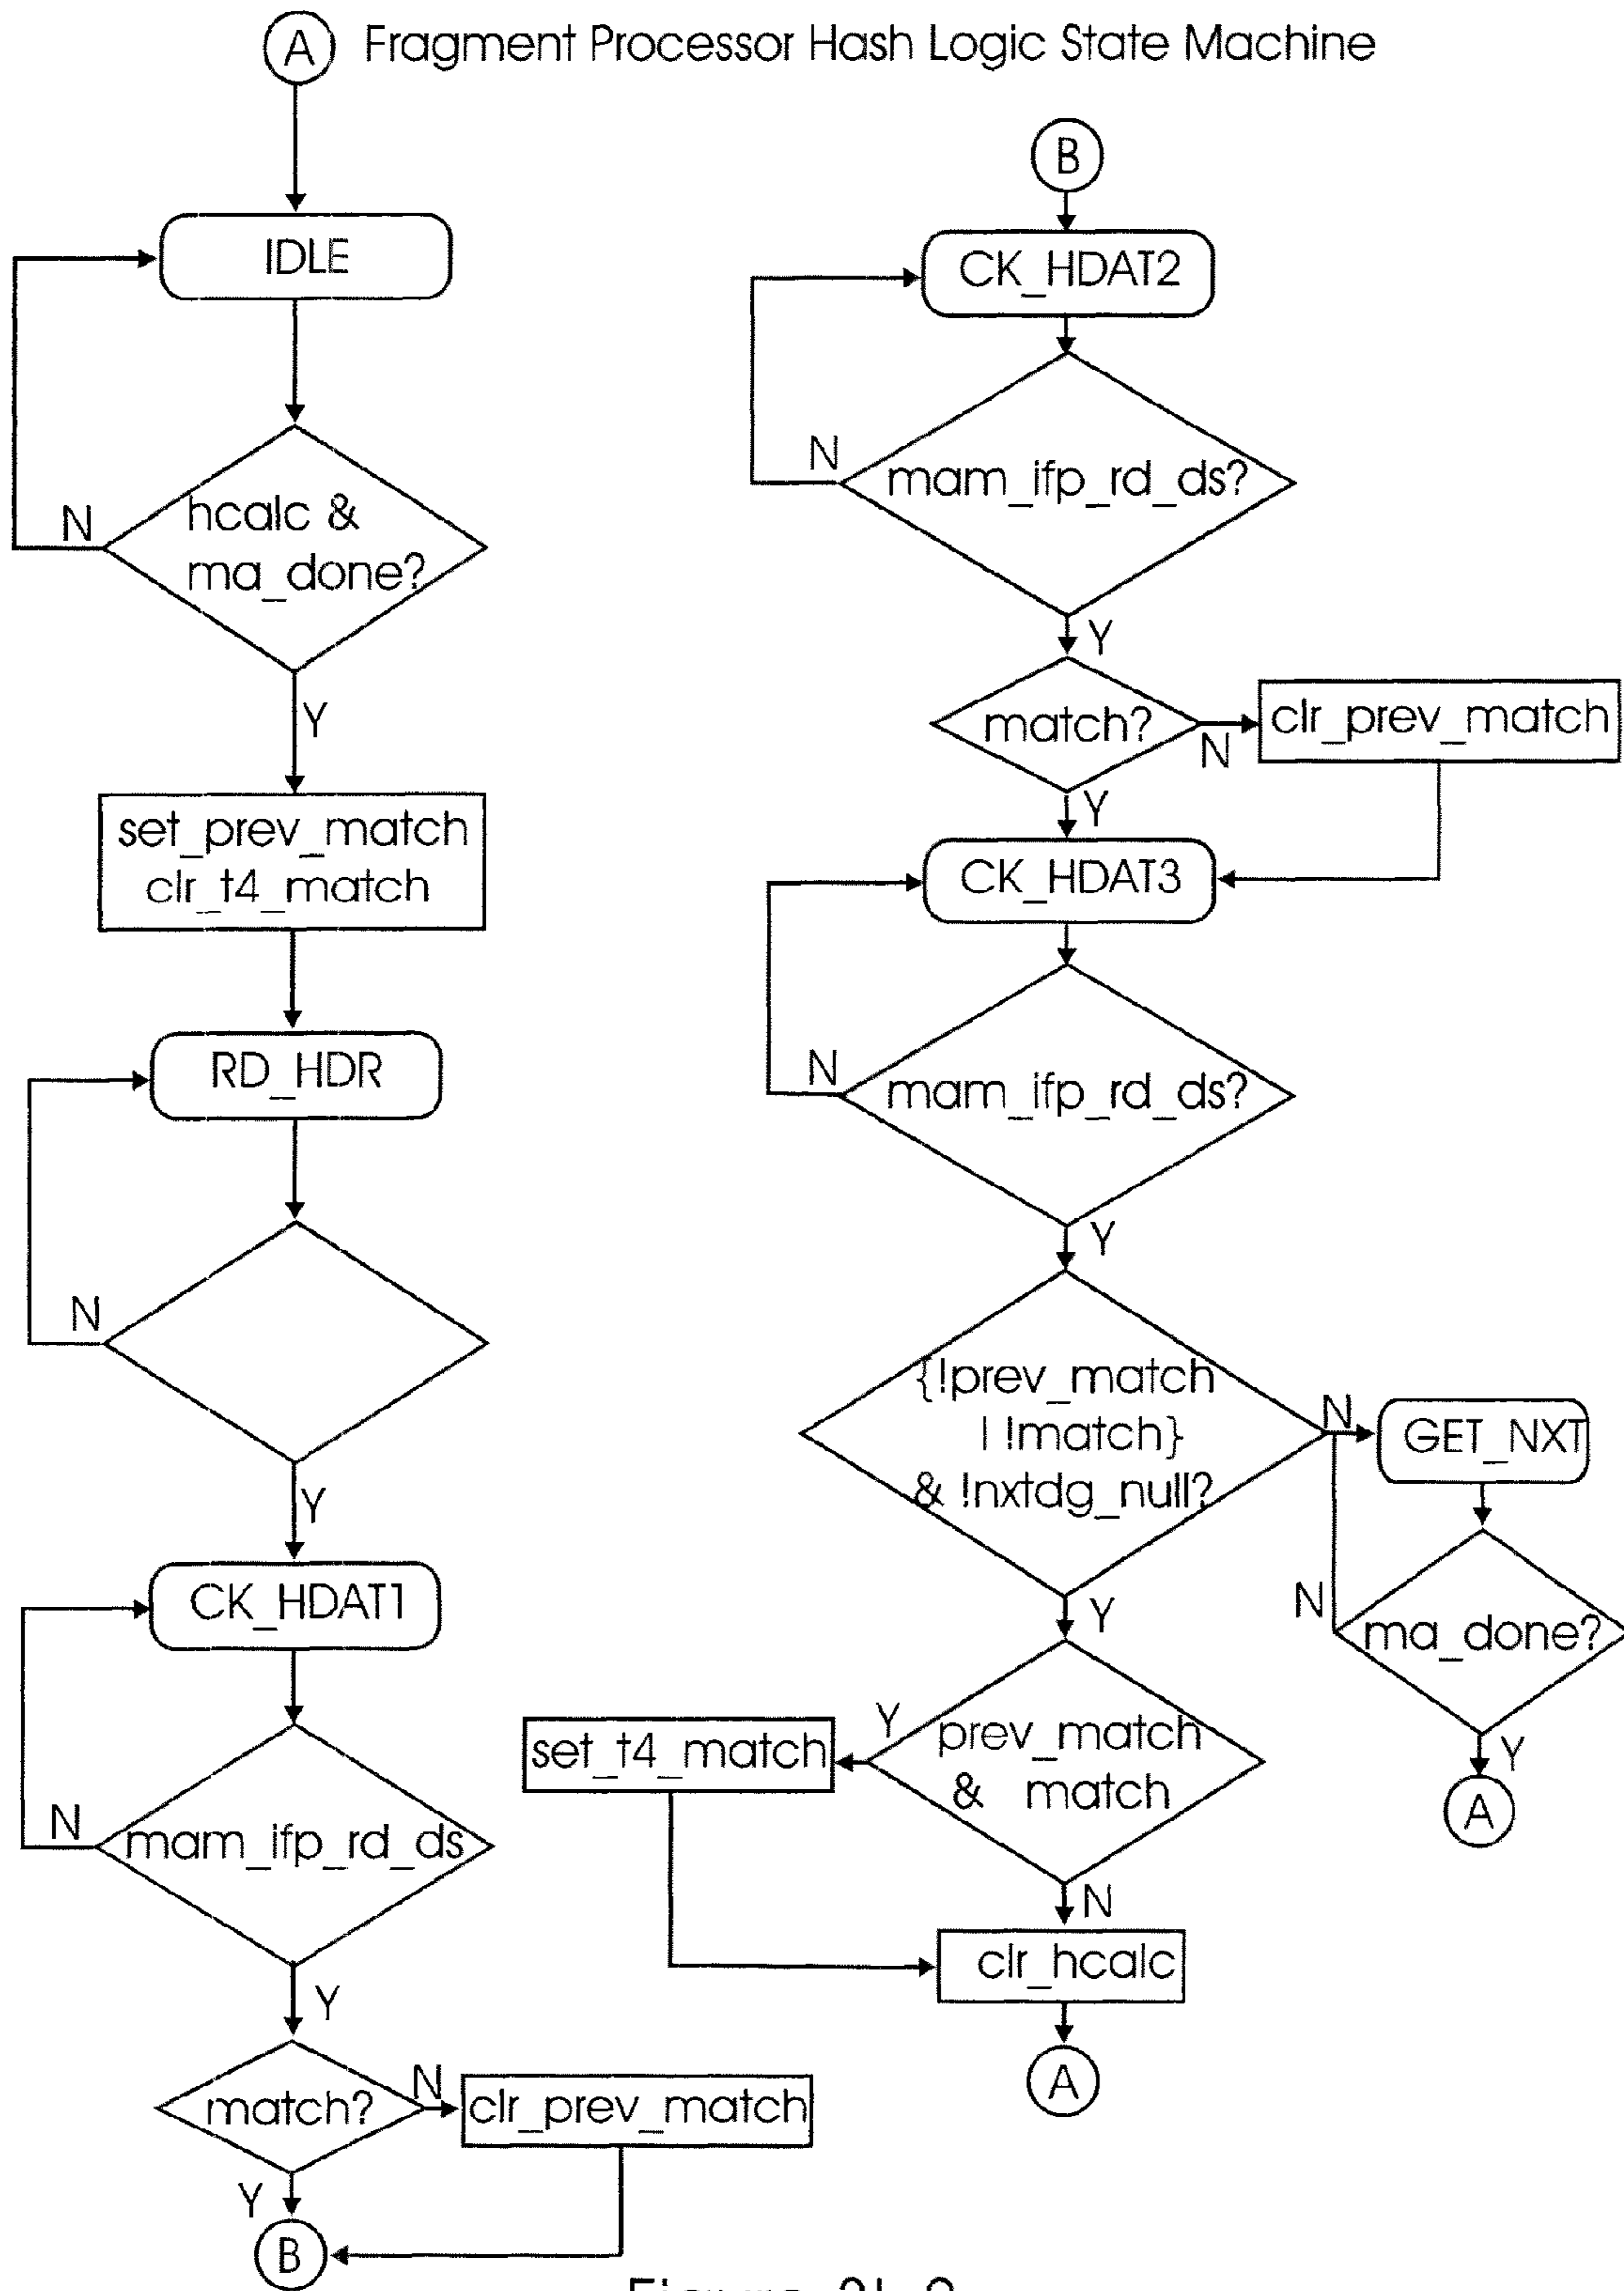 A Fragment Processor Hash Logic State Machine
IDLE
N
hcalc &
ma_done?
Y
set_prev_match
clr_t4_match
RD_HDR
N
Y
CK_HDAT1
N
mam_ifp_rd_ds
Y
match?
N
clr_prev_match
Y
B
B
CK_HDAT2
N
mam_ifp_rd_ds?
Y
match?
N
clr_prev_match
Y
CK_HDAT3
N
mam_ifp_rd_ds?
Y
{!prev_match
| !match}
& !nxtdg_null?
N
GET_NXT
N
ma_done?
Y
A
Y
prev_match
& match
Y
set_t4_match
N
clr_hcalc
A